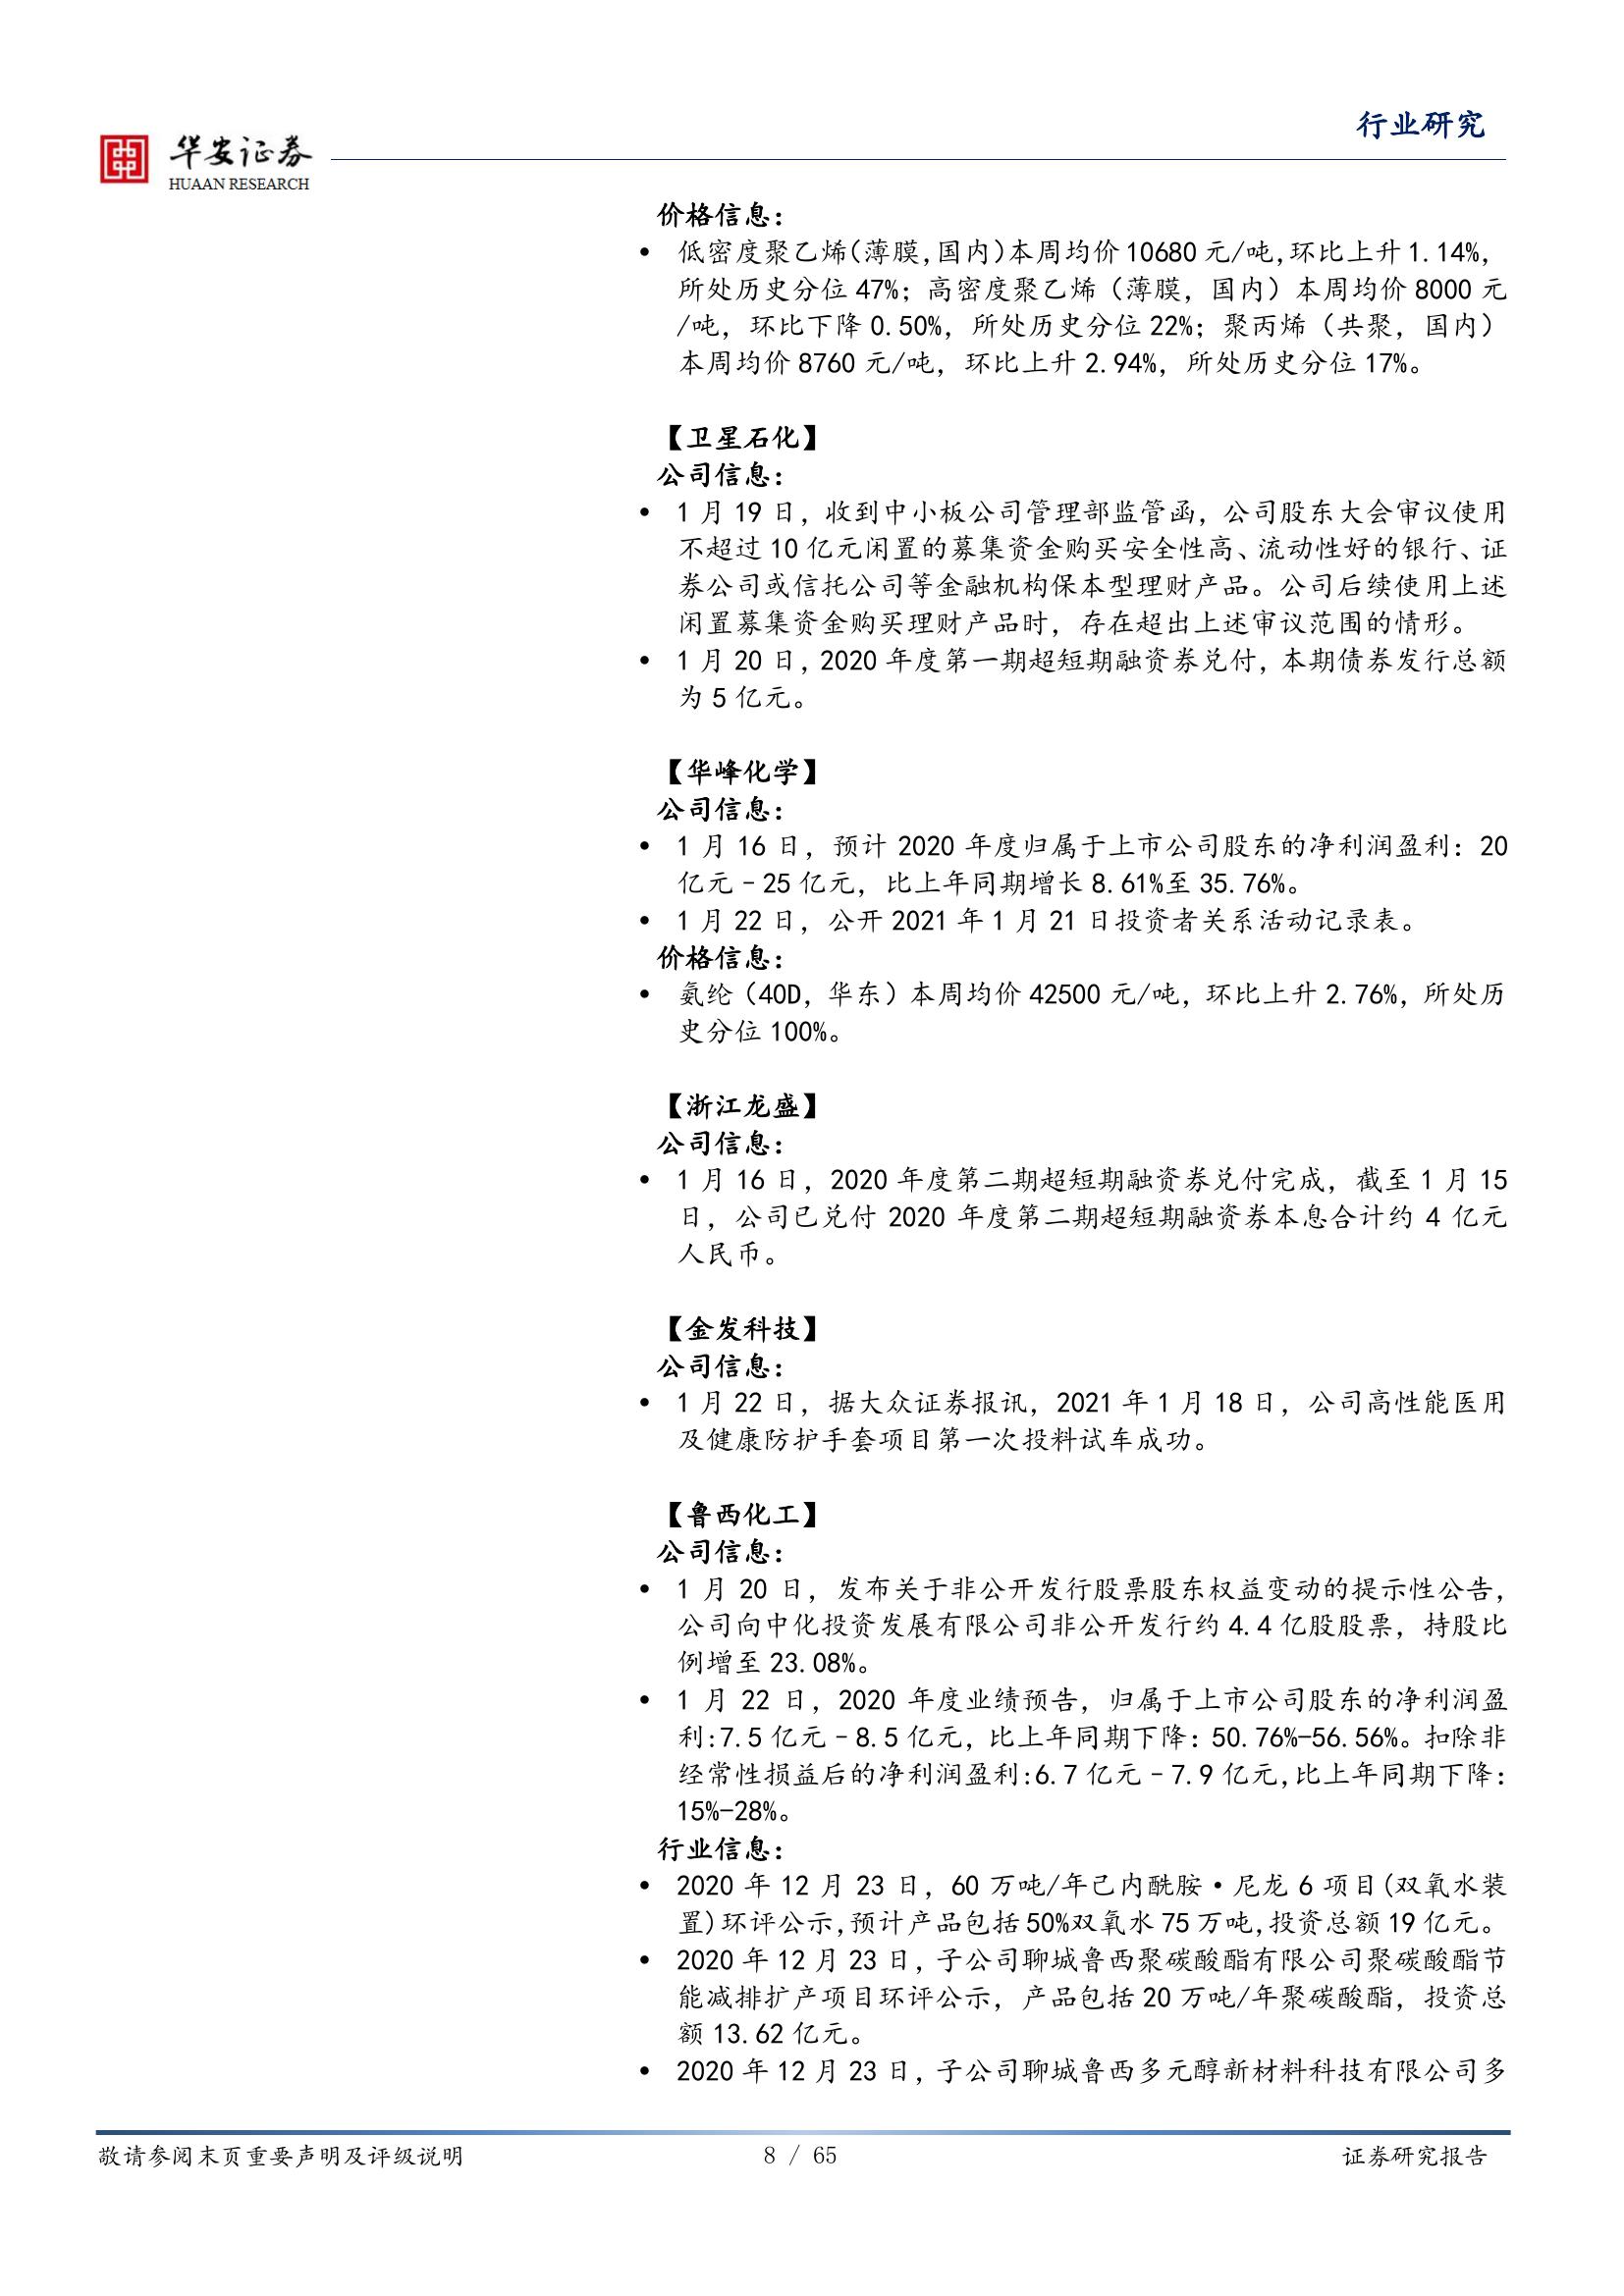 行业研究
华安证券
HUAAN RESEARCH
价格信息：
• 低密度聚乙烯(薄膜,国内)本周均价 10680 元/吨,环比上升 1.14%,
所处历史分位 47%；高密度聚乙烯（薄膜，国内）本周均价 8000 元
/吨，环比下降 0.50%，所处历史分位 22%；聚丙烯（共聚，国内）
本周均价 8760 元/吨，环比上升 2.94%，所处历史分位 17%。
【卫星石化】
公司信息：
• 1 月 19 日，收到中小板公司管理部监管函，公司股东大会审议使用
不超过 10 亿元闲置的募集资金购买安全性高、流动性好的银行、证
券公司或信托公司等金融机构保本型理财产品。公司后续使用上述
闲置募集资金购买理财产品时，存在超出上述审议范围的情形。
• 1 月 20 日，2020 年度第一期超短期融资券兑付，本期债券发行总额
为 5 亿元。
【华峰化学】
公司信息：
• 1 月 16 日，预计 2020 年度归属于上市公司股东的净利润盈利：20
亿元–25 亿元，比上年同期增长 8.61%至 35.76%。
• 1 月 22 日，公开 2021 年 1 月 21 日投资者关系活动记录表。
价格信息：
• 氨纶（40D，华东）本周均价 42500 元/吨，环比上升 2.76%，所处历
史分位 100%。
【浙江龙盛】
公司信息：
• 1 月 16 日，2020 年度第二期超短期融资券兑付完成，截至 1 月 15
日，公司已兑付 2020 年度第二期超短期融资券本息合计约 4 亿元
人民币。
【金发科技】
公司信息：
• 1 月 22 日，据大众证券报讯，2021 年 1 月 18 日，公司高性能医用
及健康防护手套项目第一次投料试车成功。
【鲁西化工】
公司信息：
• 1 月 20 日，发布关于非公开发行股票股东权益变动的提示性公告，
公司向中化投资发展有限公司非公开发行约 4.4 亿股股票，持股比
例增至 23.08%。
• 1 月 22 日，2020 年度业绩预告，归属于上市公司股东的净利润盈
利:7.5 亿元–8.5 亿元，比上年同期下降：50.76%-56.56%。扣除非
经常性损益后的净利润盈利:6.7 亿元–7.9 亿元,比上年同期下降：
15%-28%。
行业信息：
• 2020 年 12 月 23 日，60 万吨/年己内酰胺·尼龙 6 项目(双氧水装
置)环评公示,预计产品包括 50%双氧水 75 万吨,投资总额 19 亿元。
• 2020 年 12 月 23 日，子公司聊城鲁西聚碳酸酯有限公司聚碳酸酯节
能减排扩产项目环评公示，产品包括 20 万吨/年聚碳酸酯，投资总
额 13.62 亿元。
• 2020 年 12 月 23 日，子公司聊城鲁西多元醇新材料科技有限公司多
敬请参阅末页重要声明及评级说明
8 / 65
证券研究报告